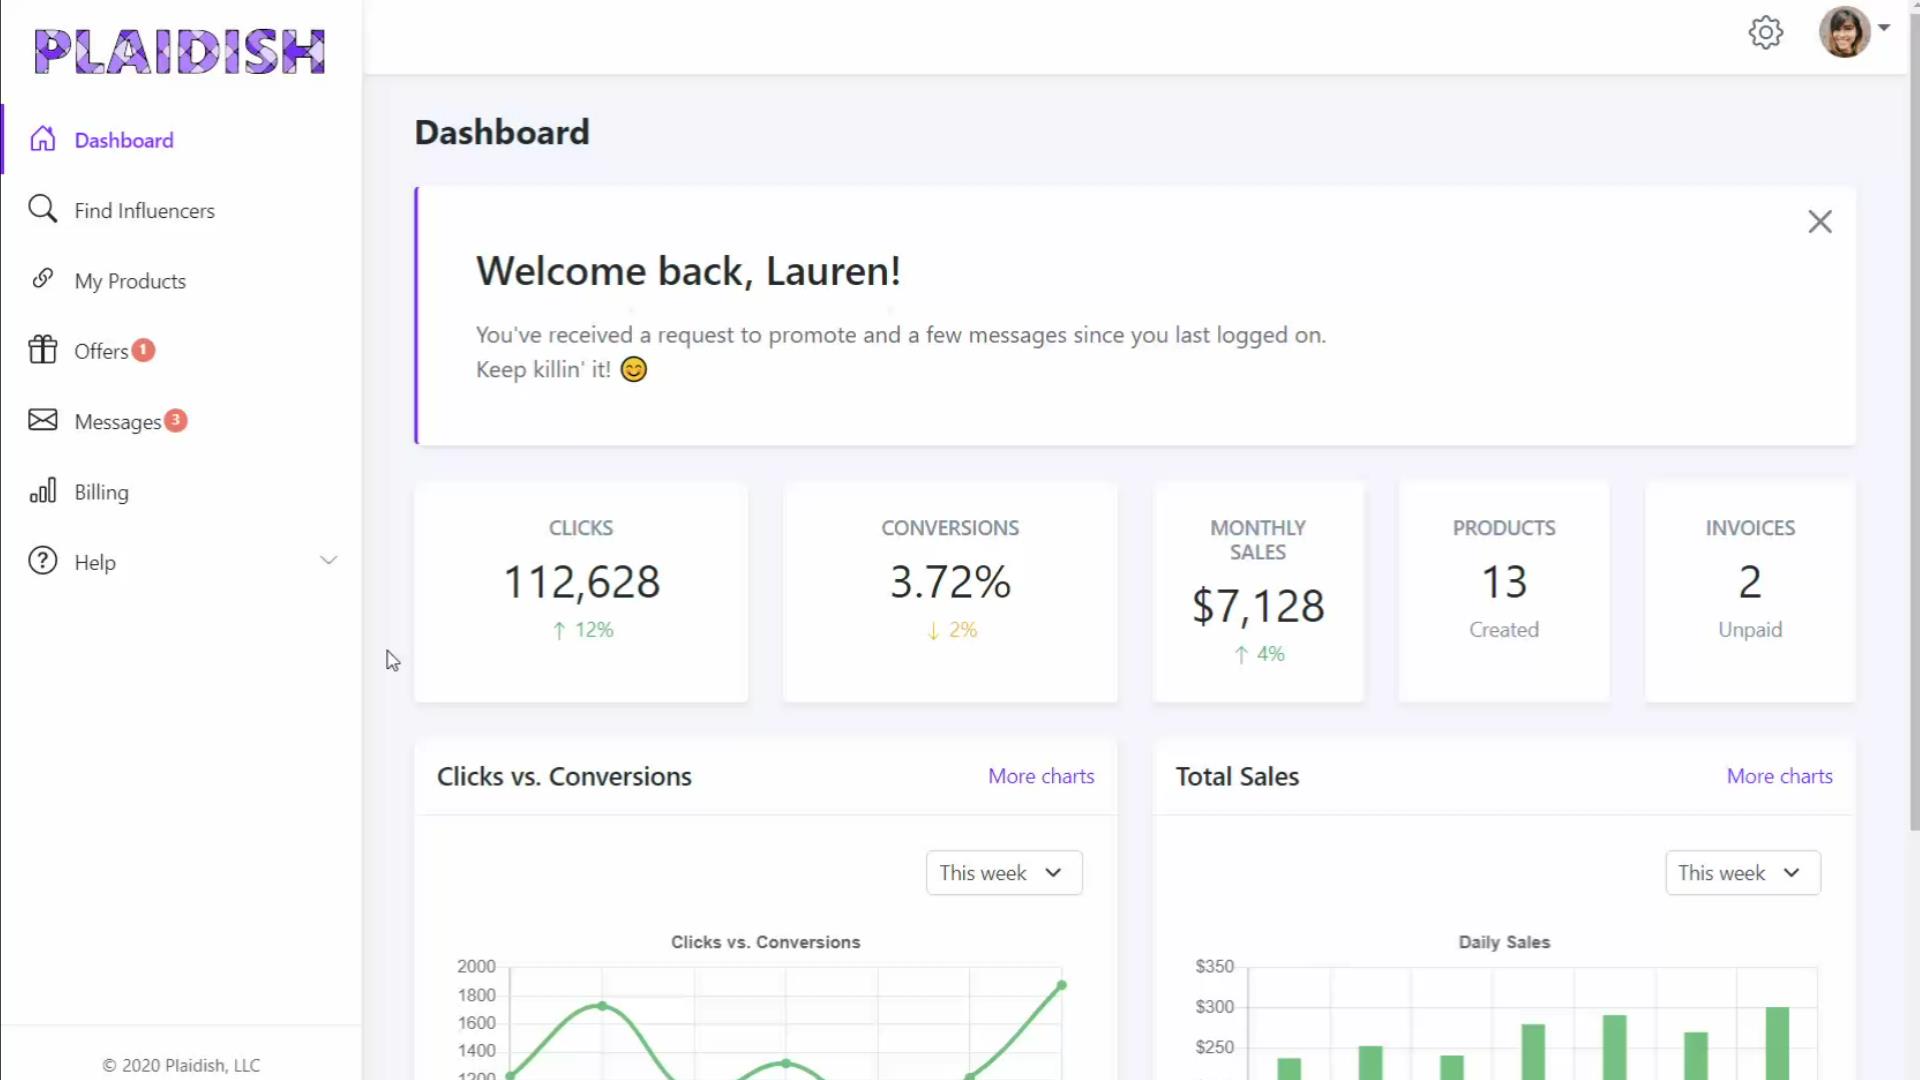 PLAIDISH
Dashboard
Find Influencers
My Products
Offers 1
Messages 3
Billing
Help
© 2020 Plaidish, LLC
Dashboard
Welcome back, Lauren!
You've received a request to promote and a few messages since you last logged on.
Keep killin' it! 😊
CLICKS
112,628
↑ 12%
CONVERSIONS
3.72%
↓ 2%
MONTHLY
SALES
$7,128
↑ 4%
PRODUCTS
13
Created
INVOICES
2
Unpaid
Clicks vs. Conversions
More charts
This week
Clicks vs. Conversions
2000
1800
1600
1400
1200
Total Sales
More charts
This week
Daily Sales
$350
$300
$250